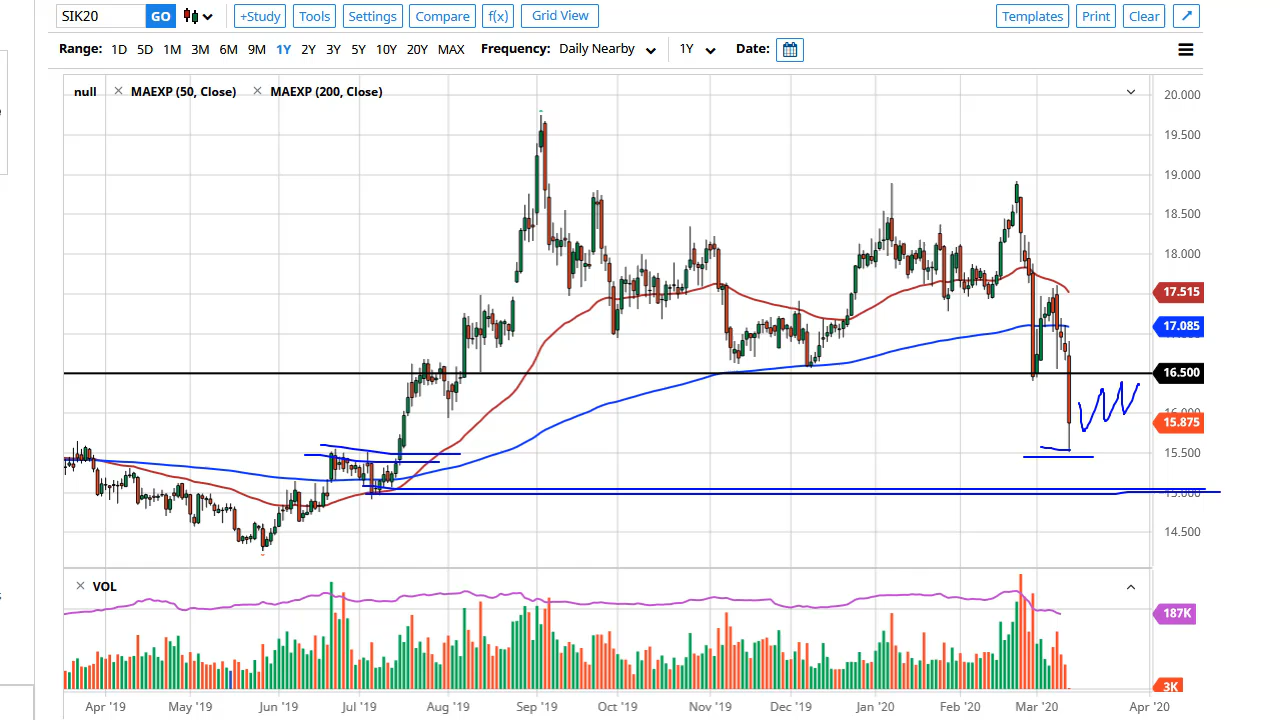 SIK20 GO +Study Tools Settings Compare f(x) Grid View Templates Print Clear
Range: 1D 5D 1M 3M 6M 9M 1Y 2Y 3Y 5Y 10Y 20Y MAX Frequency: Daily Nearby 1Y Date:
null × MAEXP (50, Close) × MAEXP (200, Close)
20.000
19.500
19.000
18.500
18.000
17.515
17.085
16.500
16.000
15.875
15.500
15.000
14.500
× VOL
187K
3K
Apr '19 May '19 Jun '19 Jul '19 Aug '19 Sep '19 Oct '19 Nov '19 Dec '19 Jan '20 Feb '20 Mar '20 Apr '20